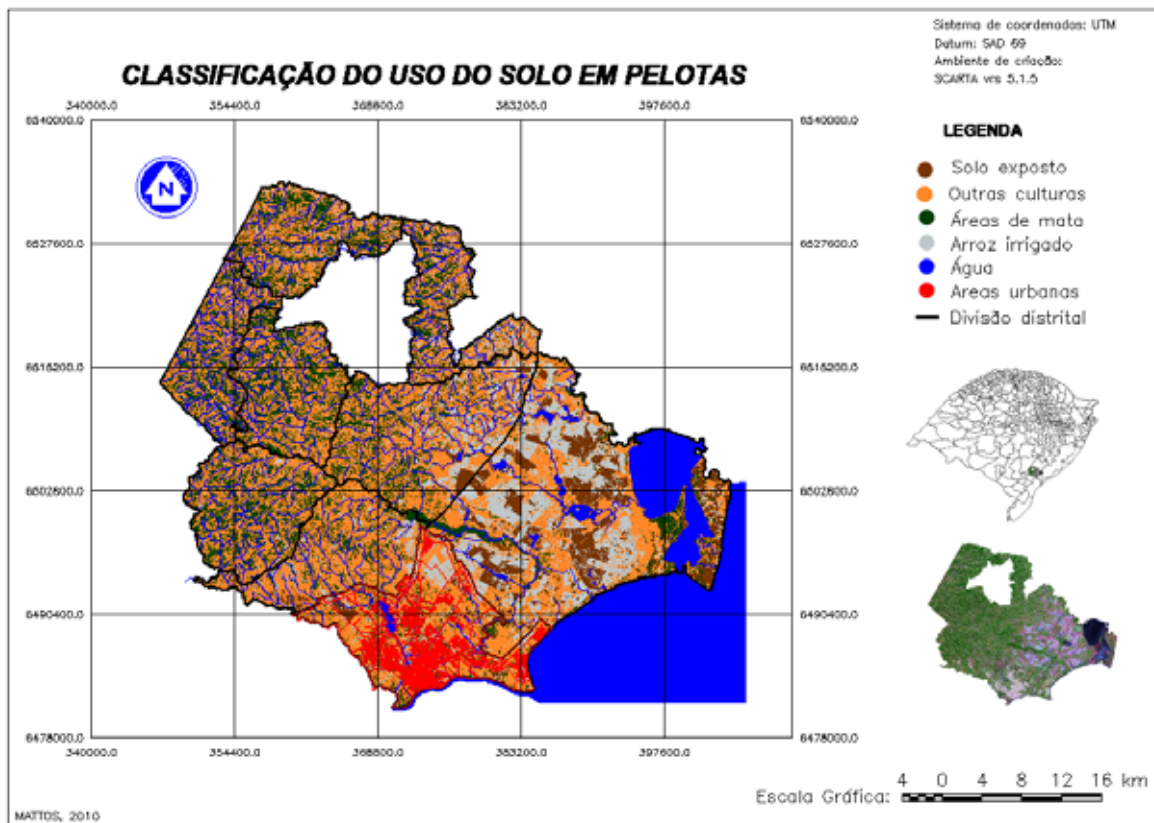 Sistema de coordenadas: UTM
Datum: SAD 69
Ambiente de criação:
SCARTA vrs 5.1.5
CLASSIFICAÇÃO DO USO DO SOLO EM PELOTAS
340000.0 354400.0 368800.0 383200.0 397600.0
6540000.0 6540000.0
N
6527600.0 6527600.0
6515200.0 6515200.0
6502800.0 6502800.0
6490400.0 6490400.0
6478000.0 6478000.0
340000.0 354400.0 368800.0 383200.0 397600.0
LEGENDA
Solo exposto
Outras culturas
Áreas de mata
Arroz irrigado
Água
Areas urbanas
Divisão distrital
Escala Gráfica: 4 0 4 8 12 16 km
MATTOS, 2010